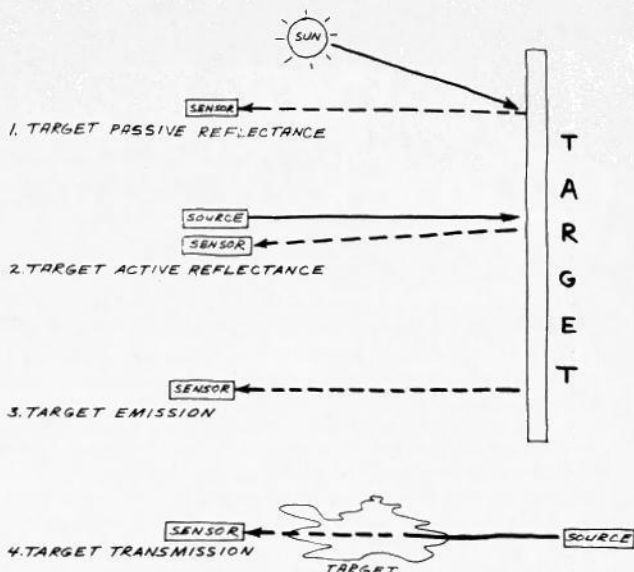 SUN
SENSOR
1. TARGET PASSIVE REFLECTANCE
SOURCE
SENSOR
2. TARGET ACTIVE REFLECTANCE
TARGET
SENSOR
3. TARGET EMISSION
SENSOR
SOURCE
4. TARGET TRANSMISSION
TARGET